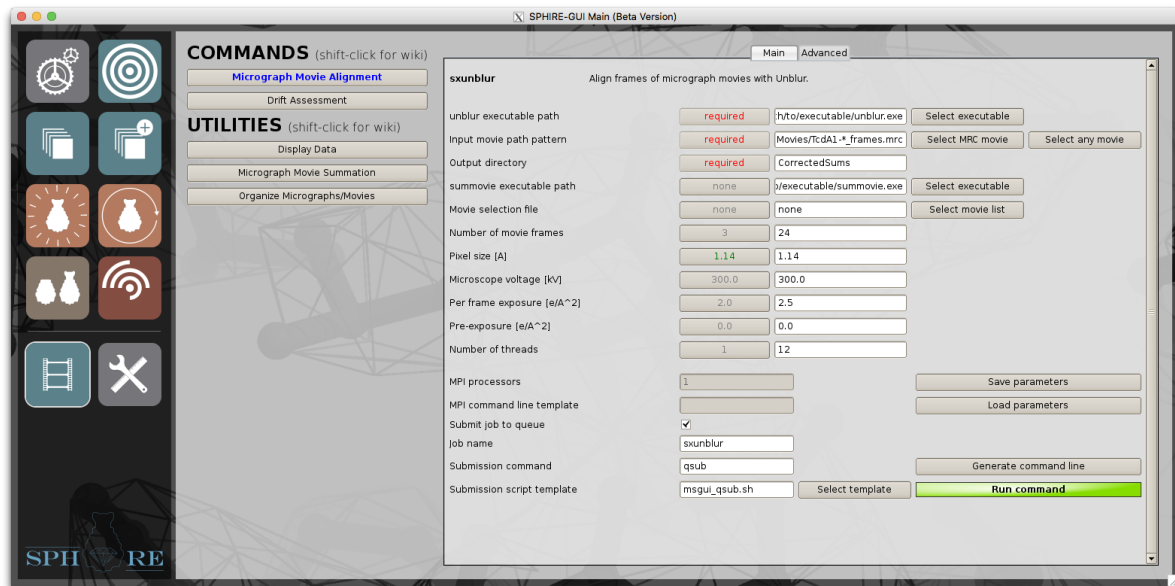 SPHIRE-GUI Main (Beta Version)
COMMANDS (shift-click for wiki)
Micrograph Movie Alignment
Drift Assessment
UTILITIES (shift-click for wiki)
Display Data
Micrograph Movie Summation
Organize Micrographs/Movies
SPHIRE
Main Advanced
sxunblur Align frames of micrograph movies with Unblur.
unblur executable path required :h/to/executable/unblur.exe Select executable
Input movie path pattern required Movies/TcdA1-*_frames.mrc Select MRC movie Select any movie
Output directory required CorrectedSums
summovie executable path none o/executable/summovie.exe Select executable
Movie selection file none none Select movie list
Number of movie frames 3 24
Pixel size [A] 1.14 1.14
Microscope voltage [kV] 300.0 300.0
Per frame exposure [e/A^2] 2.0 2.5
Pre-exposure [e/A^2] 0.0 0.0
Number of threads 1 12
MPI processors 1 Save parameters
MPI command line template Load parameters
Submit job to queue
Job name sxunblur
Submission command qsub Generate command line
Submission script template msgui_qsub.sh Select template Run command